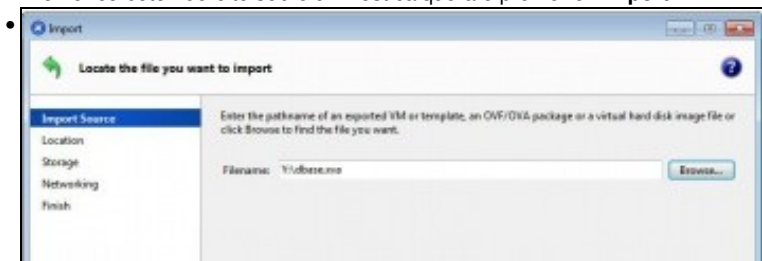 Import
Locate the file you want to import
Import Source
Enter the pathname of an exported VM or template, an OVF/OVA package or a virtual hard disk image file or
click Browse to find the file you want.
Location
Storage
Filename: Y:\dbase.xva
Browse...
Networking
Finish